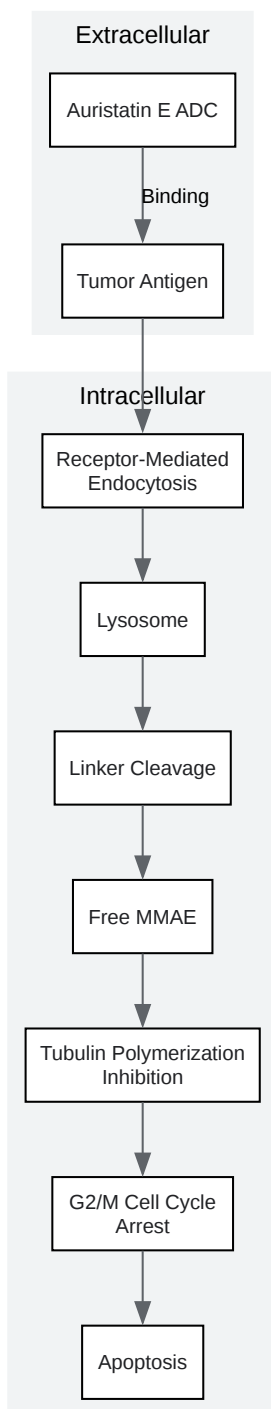 Extracellular
Auristatin E ADC
Binding
Tumor Antigen
Intracellular
Receptor-Mediated
Endocytosis
Lysosome
Linker Cleavage
Free MMAE
Tubulin Polymerization
Inhibition
G2/M Cell Cycle
Arrest
Apoptosis